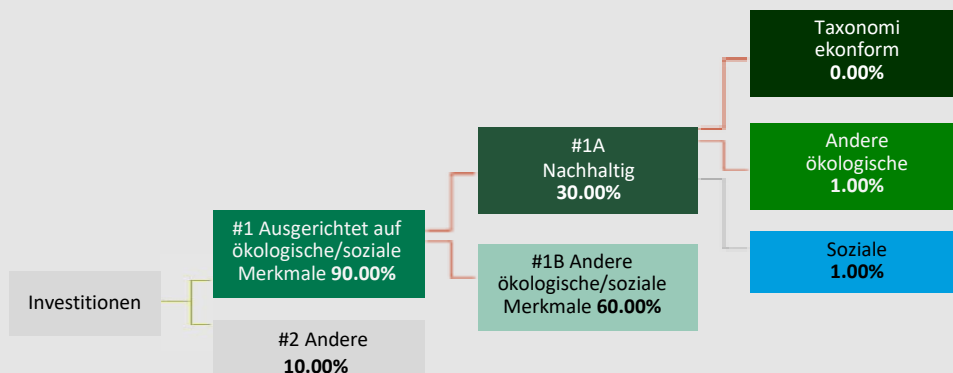 Taxonomi
ekonform
0.00%
#1A
Nachhaltig
30.00%
Andere
ökologische
1.00%
#1 Ausgerichtet auf
ökologische/soziale
Merkmale 90.00%
#1B Andere
ökologische/soziale
Merkmale 60.00%
Soziale
1.00%
Investitionen
#2 Andere
10.00%